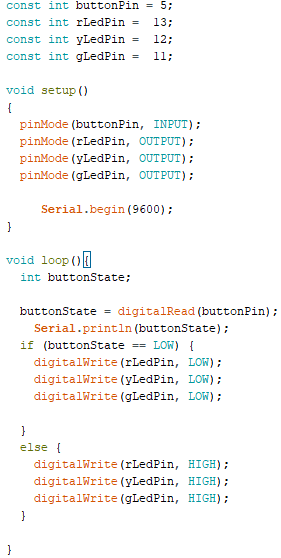 const int buttonPin = 5;
const int rLedPin =  13;
const int yLedPin =  12;
const int gLedPin =  11;

void setup()
{
  pinMode(buttonPin, INPUT);
  pinMode(rLedPin, OUTPUT);
  pinMode(yLedPin, OUTPUT);
  pinMode(gLedPin, OUTPUT);

     Serial.begin(9600);
}

void loop(){
  int buttonState;

  buttonState = digitalRead(buttonPin);
    Serial.println(buttonState);
  if (buttonState == LOW) {
    digitalWrite(rLedPin, LOW);
    digitalWrite(yLedPin, LOW);
    digitalWrite(gLedPin, LOW);

  }
  else {
    digitalWrite(rLedPin, HIGH);
    digitalWrite(yLedPin, HIGH);
    digitalWrite(gLedPin, HIGH);
  }

}